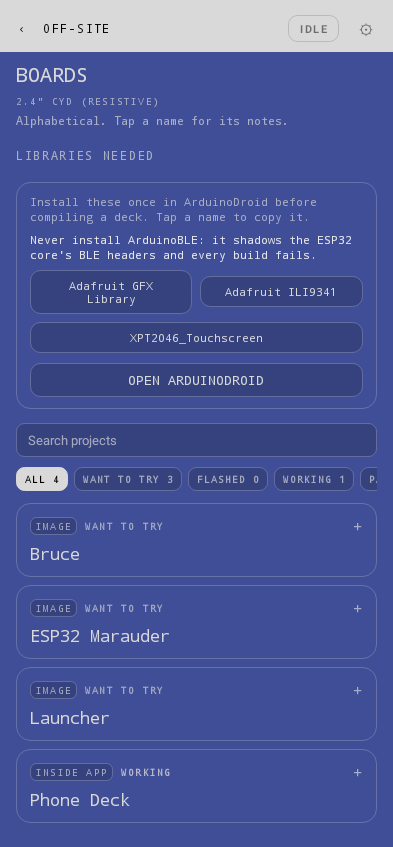 ‹ OFF-SITE IDLE
BOARDS
2.4" CYD (RESISTIVE)
Alphabetical. Tap a name for its notes.
LIBRARIES NEEDED
Install these once in ArduinoDroid before
compiling a deck. Tap a name to copy it.
Never install ArduinoBLE: it shadows the ESP32
core's BLE headers and every build fails.
Adafruit GFX
Library
Adafruit ILI9341
XPT2046_Touchscreen
OPEN ARDUINODROID
Search projects
ALL 4 WANT TO TRY 3 FLASHED 0 WORKING 1
IMAGE WANT TO TRY +
Bruce
IMAGE WANT TO TRY +
ESP32 Marauder
IMAGE WANT TO TRY +
Launcher
INSIDE APP WORKING +
Phone Deck